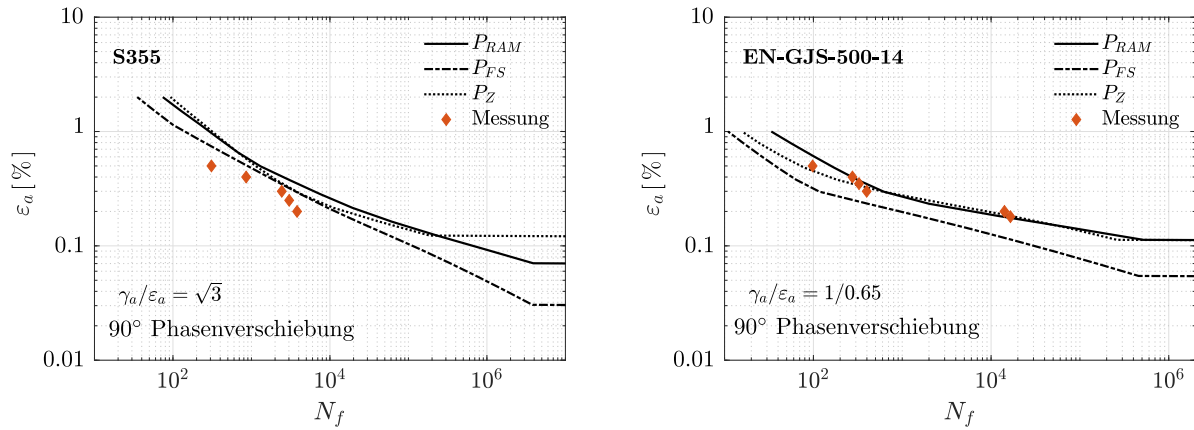 10
1
0.1
0.01
ε_a [%]
S355
P_RAM
P_FS
P_Z
Messung
γ_a/ε_a = √3
90° Phasenverschiebung
10^2
10^4
10^6
N_f
10
1
0.1
0.01
ε_a [%]
EN-GJS-500-14
P_RAM
P_FS
P_Z
Messung
γ_a/ε_a = 1/0.65
90° Phasenverschiebung
10^2
10^4
10^6
N_f